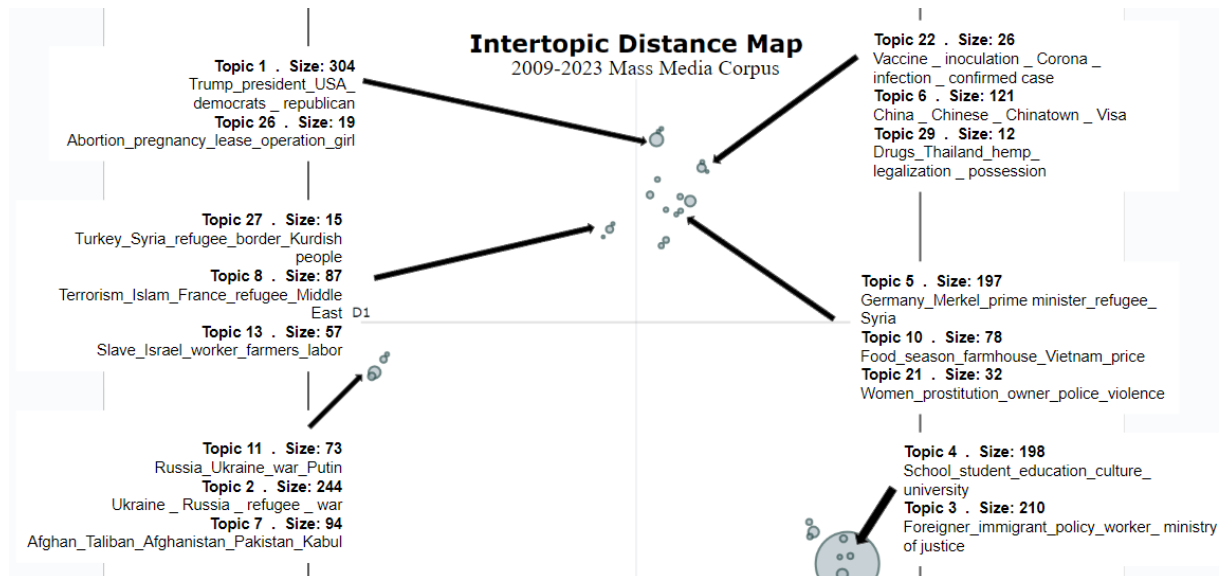 Intertopic Distance Map
2009-2023 Mass Media Corpus
Topic 1 . Size: 304
Trump_president_USA_
democrats _ republican
Topic 26 . Size: 19
Abortion_pregnancy_lease_operation_girl
Topic 22 . Size: 26
Vaccine _ inoculation _ Corona _
infection _ confirmed case
Topic 6 . Size: 121
China _ Chinese _ Chinatown _ Visa
Topic 29 . Size: 12
Drugs_Thailand_hemp_
legalization _ possession
Topic 27 . Size: 15
Turkey_Syria_refugee_border_Kurdish
people
Topic 8 . Size: 87
Terrorism_Islam_France_refugee_Middle
East
D1
Topic 13 . Size: 57
Slave_Israel_worker_farmers_labor
Topic 5 . Size: 197
Germany_Merkel_prime minister_refugee_
Syria
Topic 10 . Size: 78
Food_season_farmhouse_Vietnam_price
Topic 21 . Size: 32
Women_prostitution_owner_police_violence
Topic 11 . Size: 73
Russia_Ukraine_war_Putin
Topic 2 . Size: 244
Ukraine _ Russia _ refugee _ war
Topic 7 . Size: 94
Afghan_Taliban_Afghanistan_Pakistan_Kabul
Topic 4 . Size: 198
School_student_education_culture_
university
Topic 3 . Size: 210
Foreigner_immigrant_policy_worker_ ministry
of justice